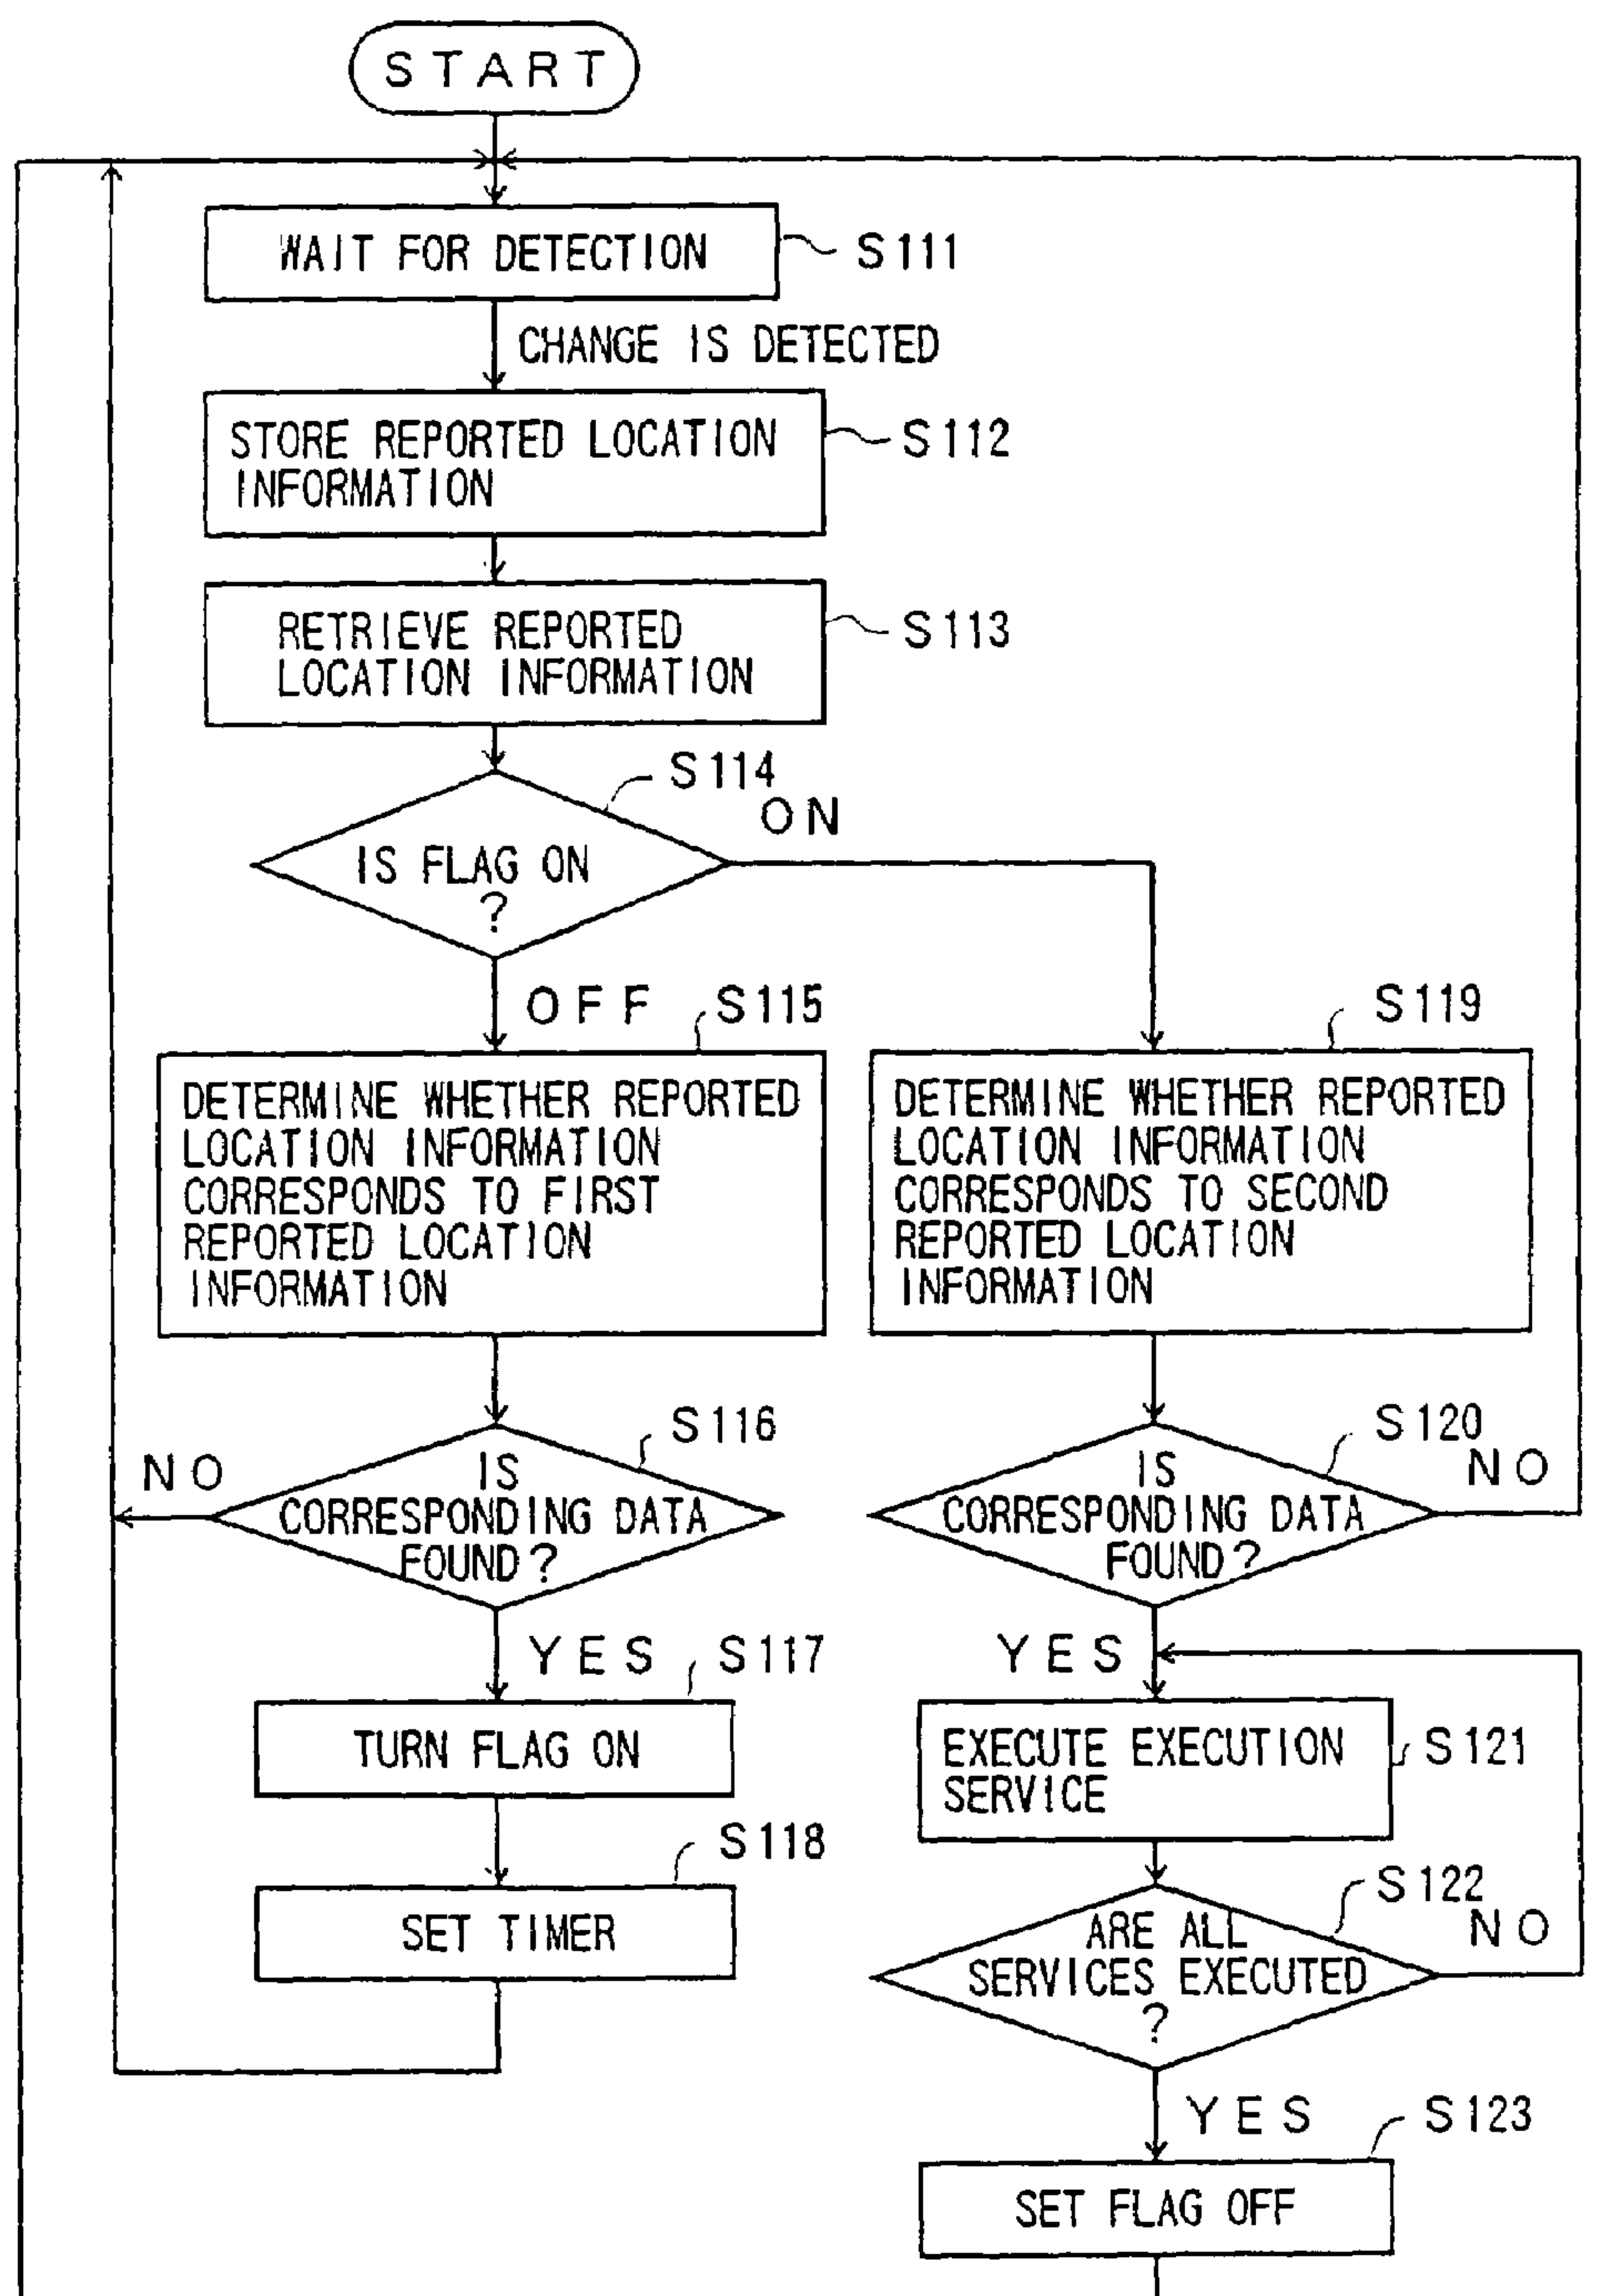 START
WAIT FOR DETECTION
S111
CHANGE IS DETECTED
STORE REPORTED LOCATION
INFORMATION
S112
RETRIEVE REPORTED
LOCATION INFORMATION
S113
S114
ON
IS FLAG ON
?
OFF
S115
DETERMINE WHETHER REPORTED
LOCATION INFORMATION
CORRESPONDS TO FIRST
REPORTED LOCATION
INFORMATION
S119
DETERMINE WHETHER REPORTED
LOCATION INFORMATION
CORRESPONDS TO SECOND
REPORTED LOCATION
INFORMATION
S116
NO
IS
CORRESPONDING DATA
FOUND?
S120
NO
IS
CORRESPONDING DATA
FOUND?
YES
S117
TURN FLAG ON
S118
SET TIMER
YES
EXECUTE EXECUTION
SERVICE
S121
S122
NO
ARE ALL
SERVICES EXECUTED
?
YES
S123
SET FLAG OFF